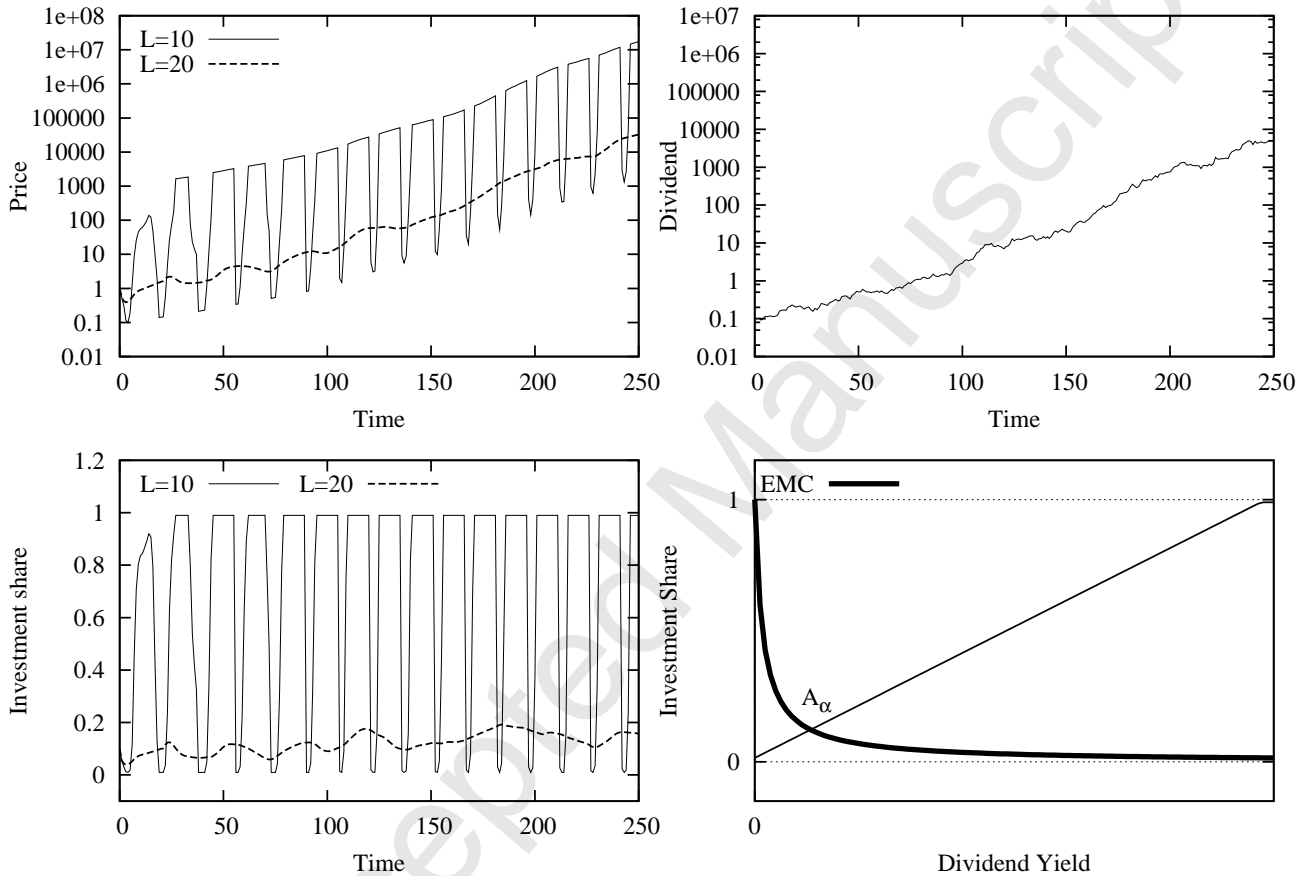 1e+08
1e+07
1e+06
100000
10000
1000
100
10
1
0.1
0.01
Price
L=10
L=20
0 50 100 150 200 250
Time
1e+07
1e+06
100000
10000
1000
100
10
1
0.1
0.01
Dividend
0 50 100 150 200 250
Time
1.2
1
0.8
0.6
0.4
0.2
0
Investment share
L=10 L=20
0 50 100 150 200 250
Time
EMC
1
0
Investment Share
A_α
0
Dividend Yield
epted Manuscrip